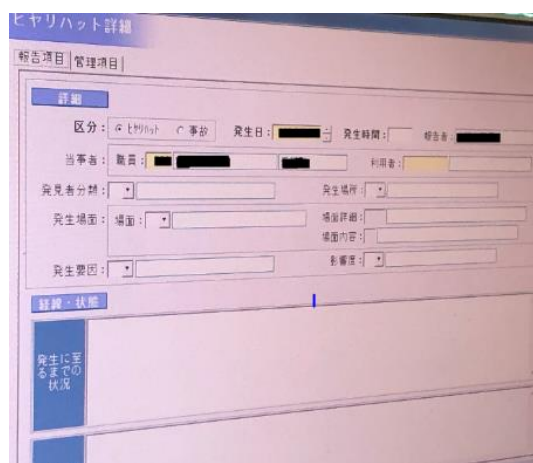 ヒヤリハット詳細
報告項目 管理項目
詳細
区分: ヒヤリハット 事故 発生日: 発生時間: 報告者:
当事者: 職員: 利用者:
発見者分類: 発生場所:
発生場面: 場面: 場面詳細:
場面内容:
発生要因: 影響度:
経緯・状態
発生に至
るまでの
状況